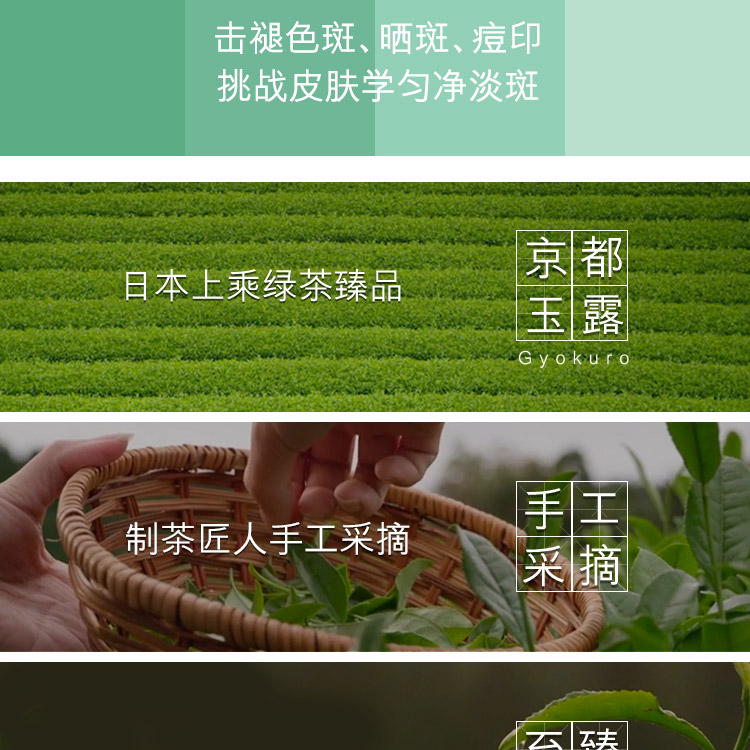 击褪色斑、晒斑、痘印
挑战皮肤学匀净淡斑
日本上乘绿茶臻品
京都
玉露
Gyokuro
制茶匠人手工采摘
手工
采摘
至臻